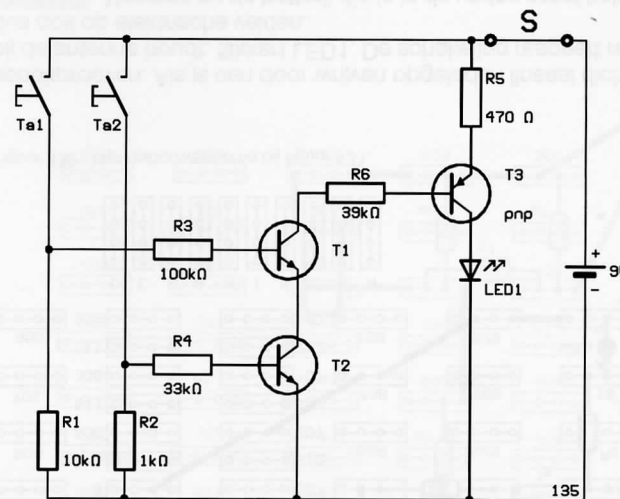 S
R5
470 Ω
Ta1
Ta2
T3
pnp
R6
39kΩ
R3
100kΩ
T1
LED1
+
9
-
R4
33kΩ
T2
R1
10kΩ
R2
1kΩ
135